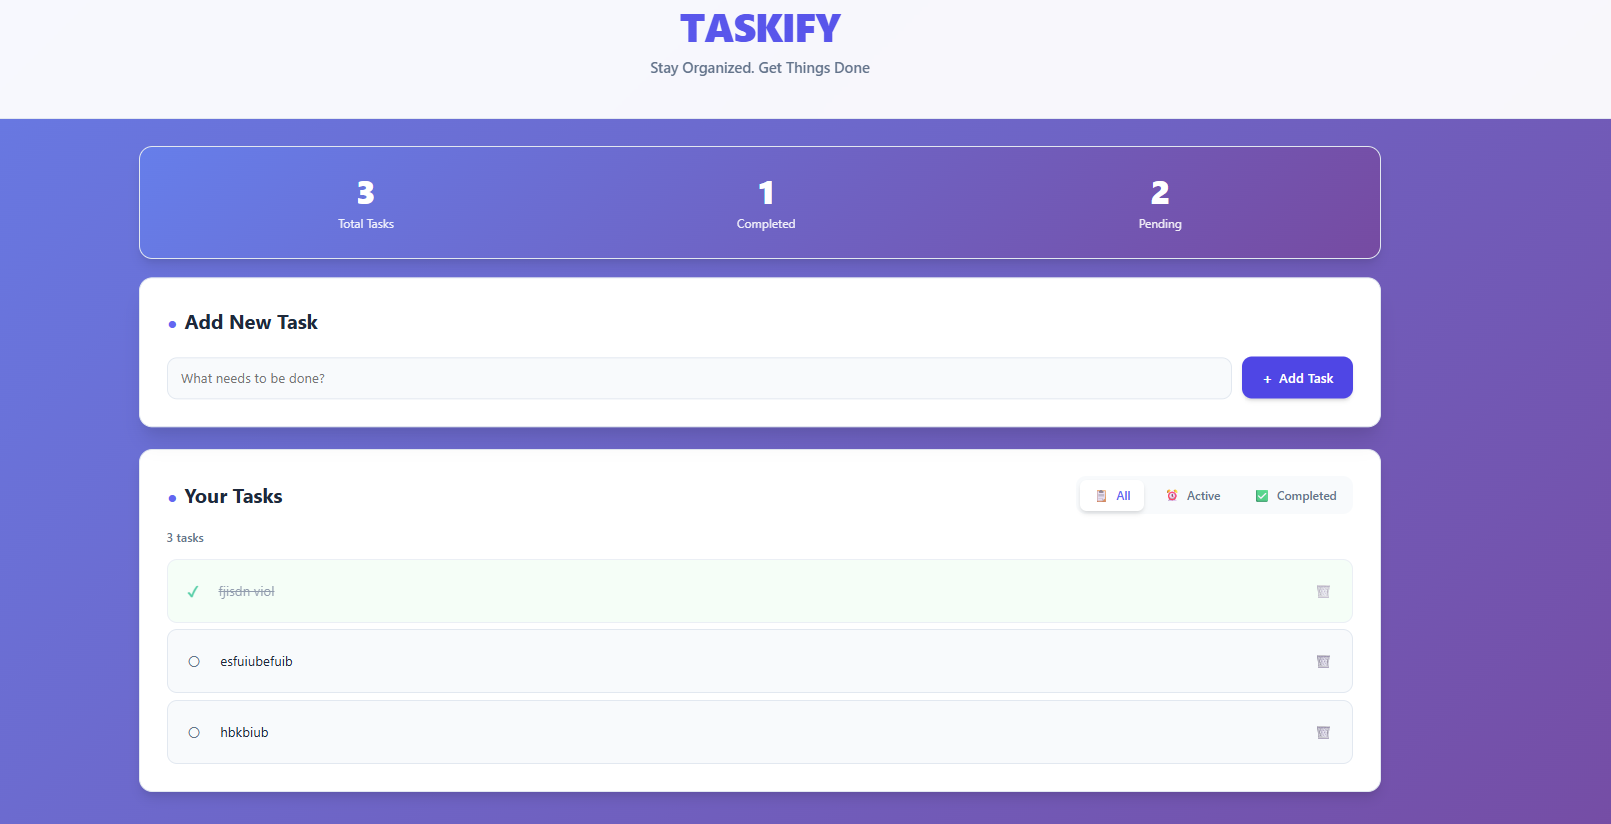 TASKIFY
Stay Organized. Get Things Done
3
Total Tasks
1
Completed
2
Pending
Add New Task
What needs to be done?
+ Add Task
Your Tasks
All
Active
Completed
3 tasks
fjisdn viol
esfuiubefuib
hbkbiub